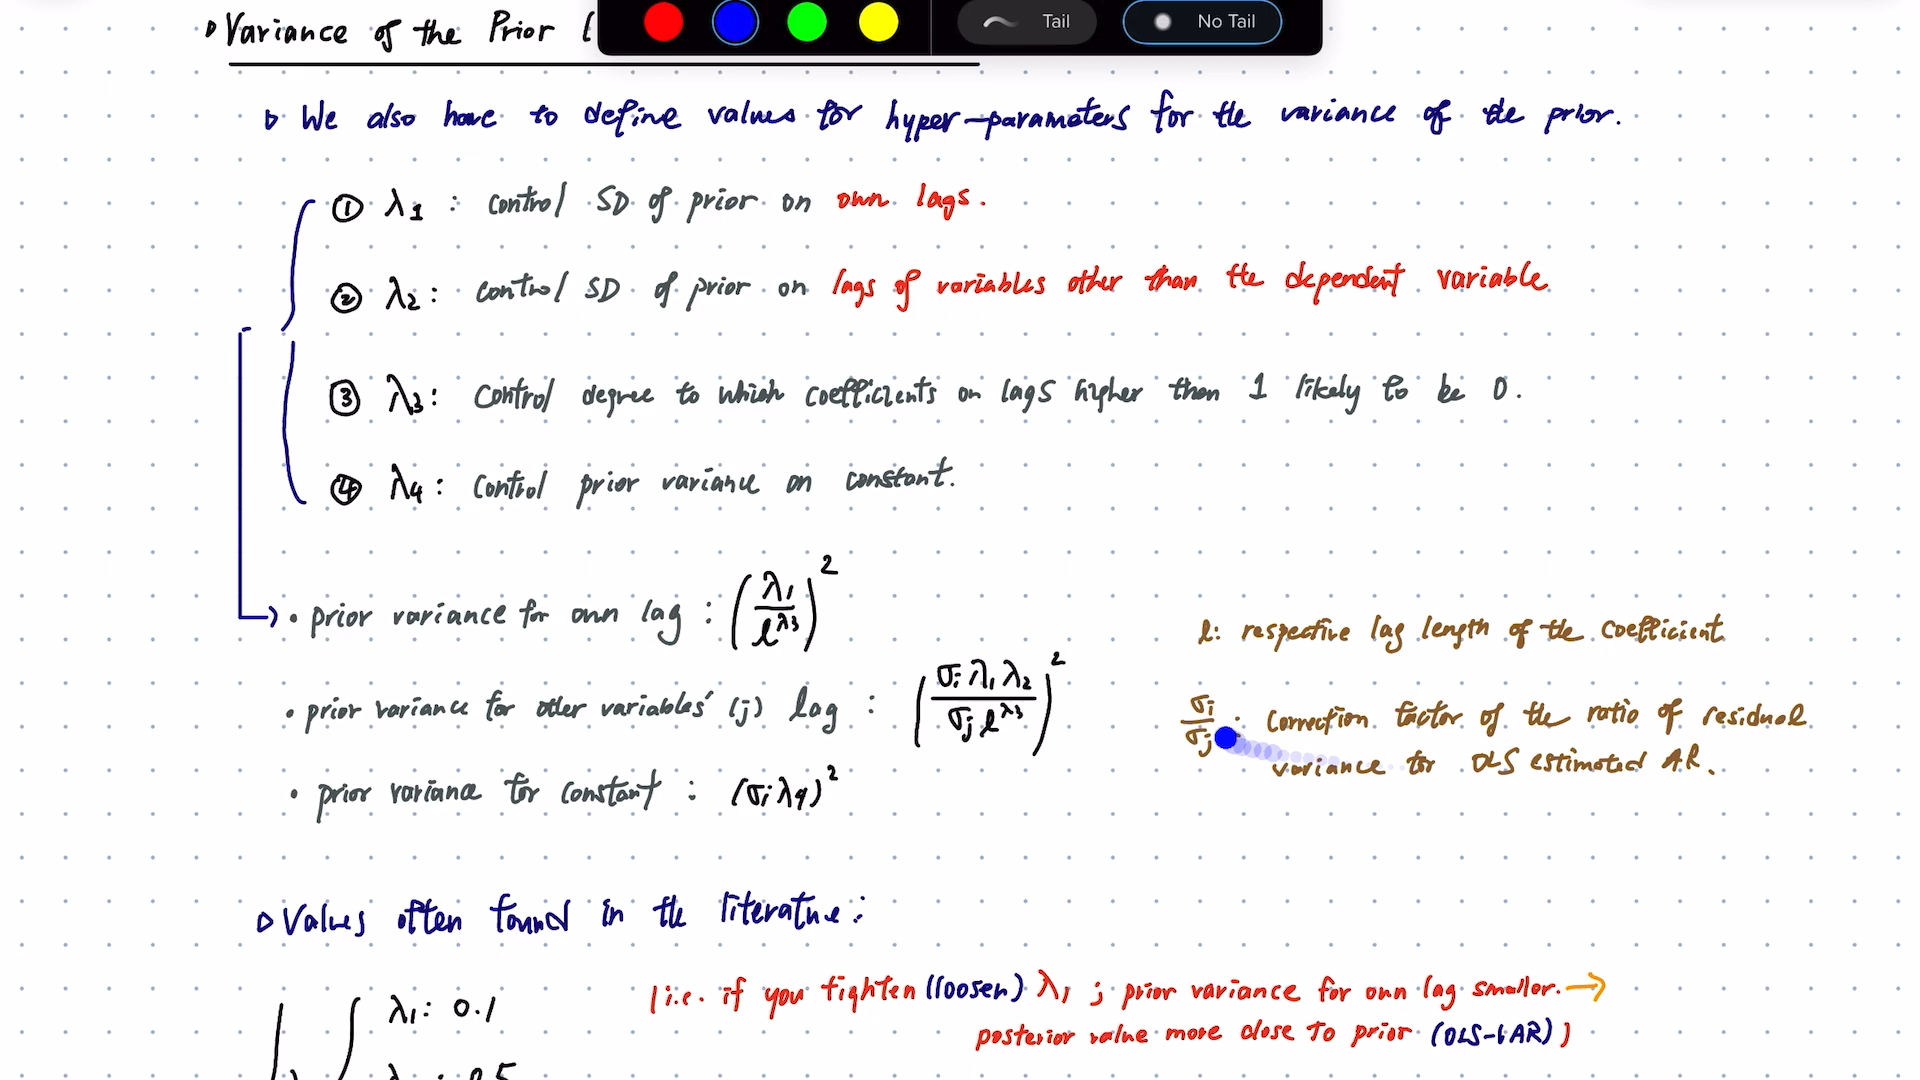 Variance of the Prior (
Tail
No Tail
We also have to define values for hyper-parameters for the variance of the prior.
① λ1 : control SD of prior on own lags.
② λ2 : control SD of prior on lags of variables other than the dependent variable
③ λ3 : Control degree to which coefficients on lags higher than 1 likely to be 0.
④ λ4 : Control prior variance on constant.
• prior variance for own lag : (λ1 / l^λ3)^2
l: respective lag length of the coefficient
• prior variance for other variables' (j) lag : (σi λ1 λ2 / σj l^λ3)^2
σi / σj : Correction factor of the ratio of residual
variance for OLS estimated AR.
• prior variance for constant : (σi λ4)^2
Values often found in the literature:
(i.e. if you tighten (loosen) λ1 ; prior variance for own lag smaller. →
λ1: 0.1
posterior value more close to prior (OLS-VAR))